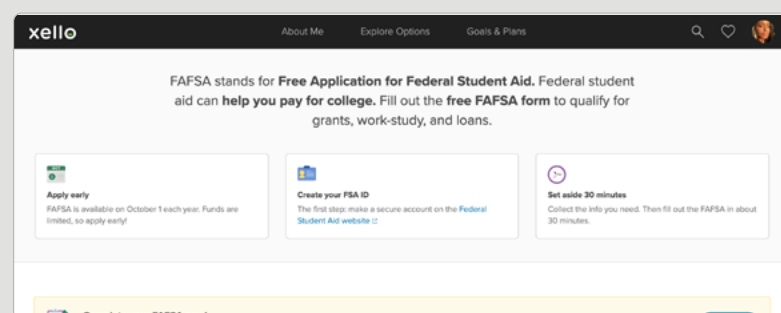 xello
About Me Explore Options Goals & Plans
FAFSA stands for Free Application for Federal Student Aid. Federal student
aid can help you pay for college. Fill out the free FAFSA form to qualify for
grants, work-study, and loans.
Apply early
FAFSA is available on October 1 each year. Funds are
limited, so apply early!
Create your FSA ID
The first step: make a secure account on the Federal
Student Aid website
Set aside 30 minutes
Collect the info you need. Then fill out the FAFSA in about
30 minutes.